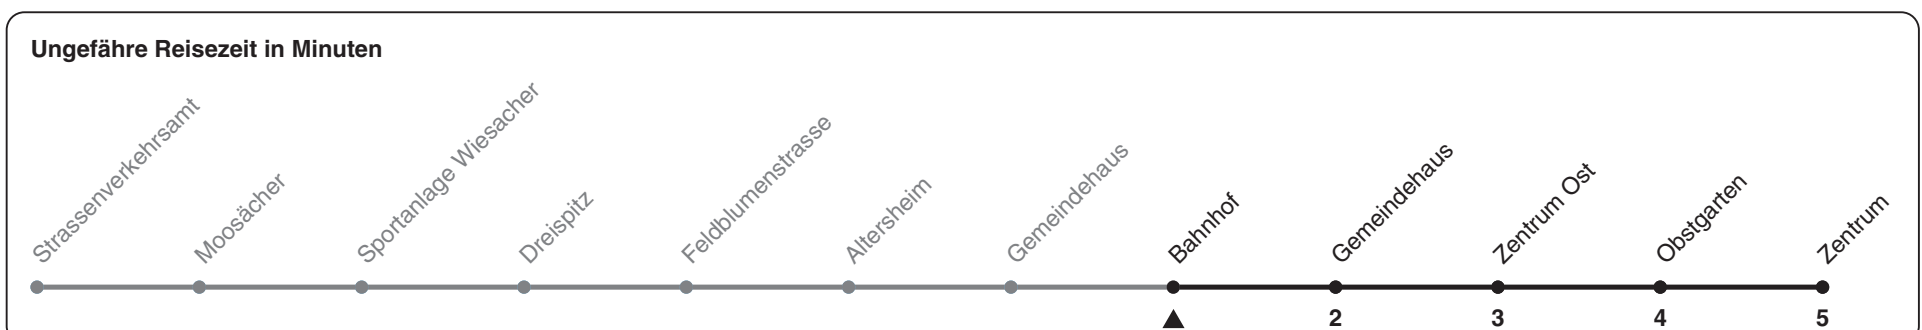 Ungefähre Reisezeit in Minuten
Strassenverkehrsamt
Moosächer
Sportanlage Wiesacher
Dreispitz
Feldblumenstrasse
Altersheim
Gemeindehaus
Bahnhof
Gemeindehaus
Zentrum Ost
Obstgarten
Zentrum
2 3 4 5